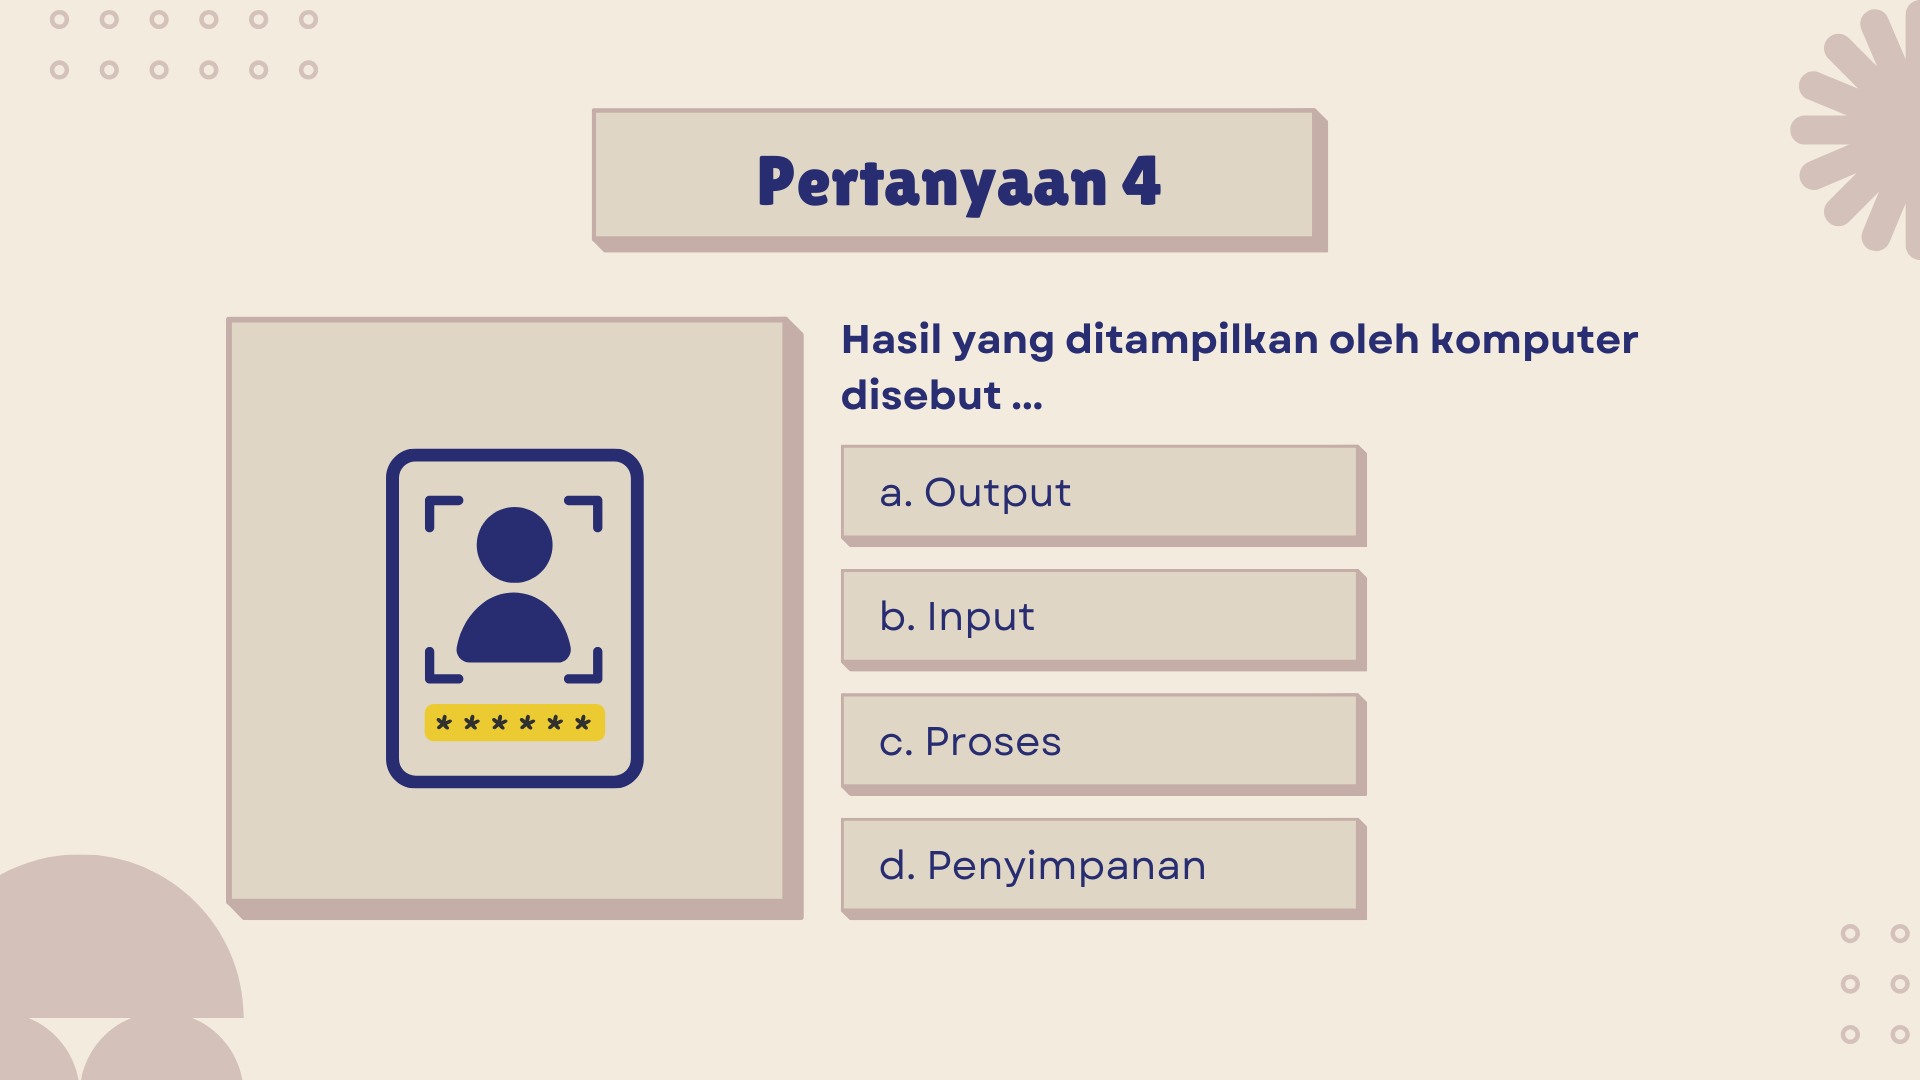 Pertanyaan 4
Hasil yang ditampilkan oleh komputer
disebut ...
a. Output
b. Input
c. Proses
d. Penyimpanan
******